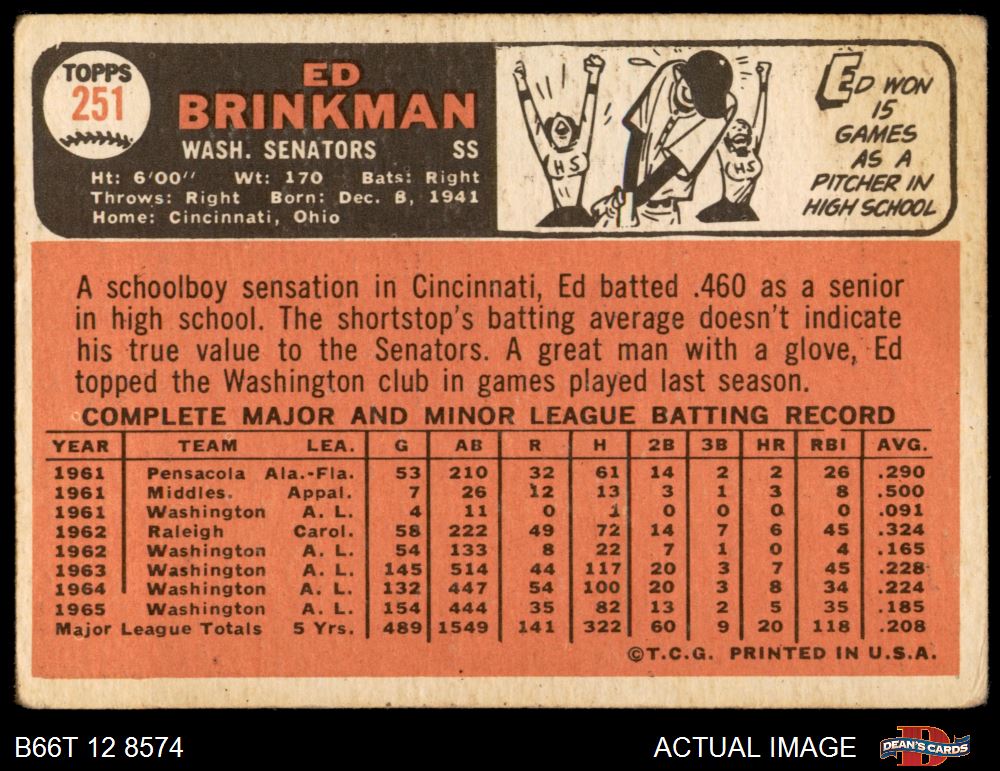 TOPPS
251
ED
BRINKMAN
WASH. SENATORS SS
Ht: 6'00" Wt: 170 Bats: Right
Throws: Right Born: Dec. 8, 1941
Home: Cincinnati, Ohio
HS
HS
ED WON
15
GAMES
AS A
PITCHER IN
HIGH SCHOOL
A schoolboy sensation in Cincinnati, Ed batted .460 as a senior
in high school. The shortstop's batting average doesn't indicate
his true value to the Senators. A great man with a glove, Ed
topped the Washington club in games played last season.
COMPLETE MAJOR AND MINOR LEAGUE BATTING RECORD
YEAR TEAM LEA. G AB R H 2B 3B HR RBI AVG.
1961 Pensacola Ala.-Fla. 53 210 32 61 14 2 2 26 .290
1961 Middles. Appal. 7 26 12 13 3 1 3 8 .500
1961 Washington A. L. 4 11 0 1 0 0 0 0 .091
1962 Raleigh Carol. 58 222 49 72 14 7 6 45 .324
1962 Washington A. L. 54 133 8 22 7 1 0 4 .165
1963 Washington A. L. 145 514 44 117 20 3 7 45 .228
1964 Washington A. L. 132 447 54 100 20 3 8 34 .224
1965 Washington A. L. 154 444 35 82 13 2 5 35 .185
Major League Totals 5 Yrs. 489 1549 141 322 60 9 20 118 .208
©T.C.G. PRINTED IN U.S.A.
B66T 12 8574
ACTUAL IMAGE
D
DEAN'S CARDS